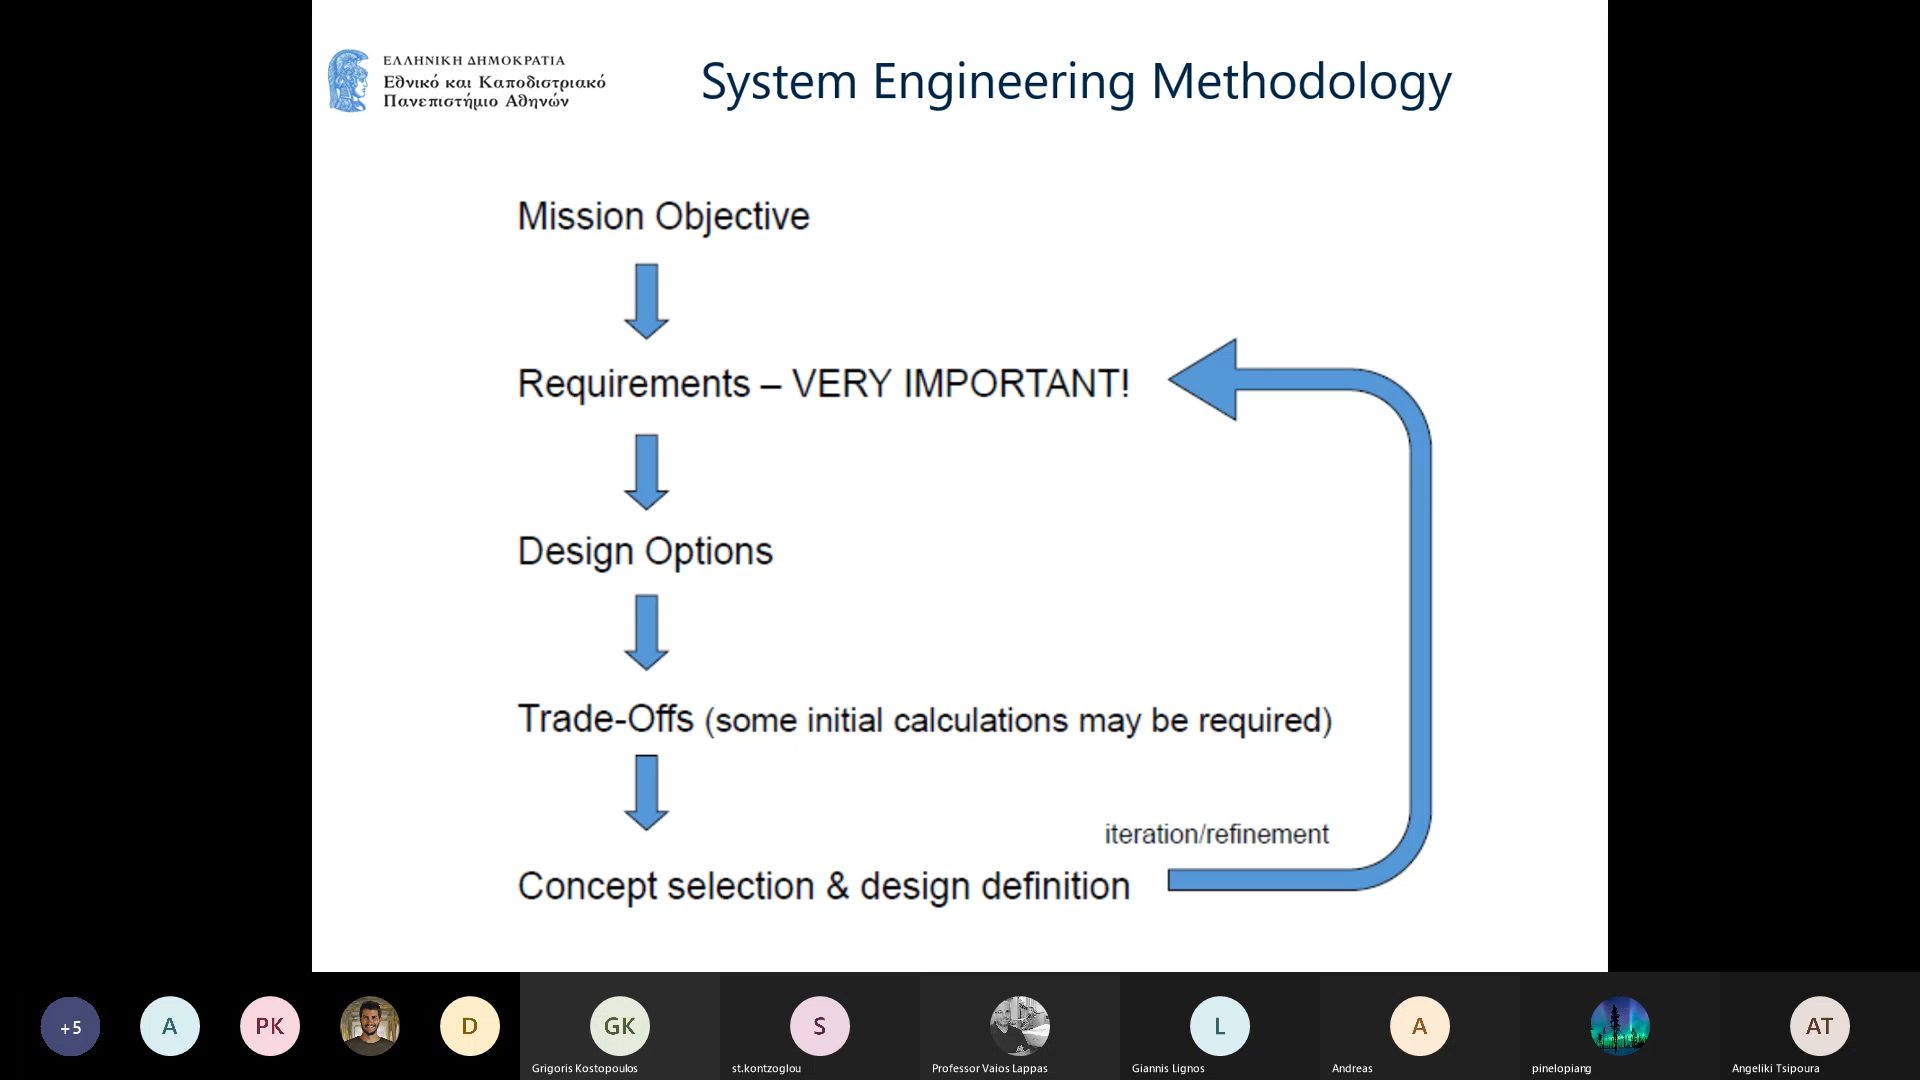 ΕΛΛΗΝΙΚΗ ΔΗΜΟΚΡΑΤΙΑ
Εθνικό και Καποδιστριακό
Πανεπιστήμιο Αθηνών
System Engineering Methodology
Mission Objective
Requirements – VERY IMPORTANT!
Design Options
Trade-Offs (some initial calculations may be required)
iteration/refinement
Concept selection & design definition
+5
A
PK
D
GK
S
L
A
AT
Grigoris Kostopoulos
st.kontzoglou
Professor Vaios Lappas
Giannis Lignos
Andreas
pinelopiang
Angeliki Tsipoura